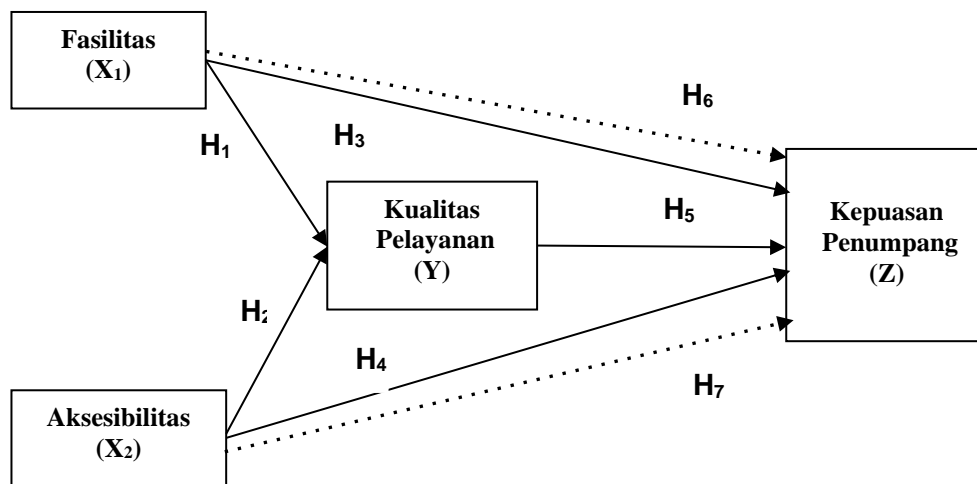 Fasilitas
(X₁)
H₆
H₁
H₃
Kualitas
Pelayanan
(Y)
H₅
Kepuasan
Penumpang
(Z)
H₂
H₄
H₇
Aksesibilitas
(X₂)